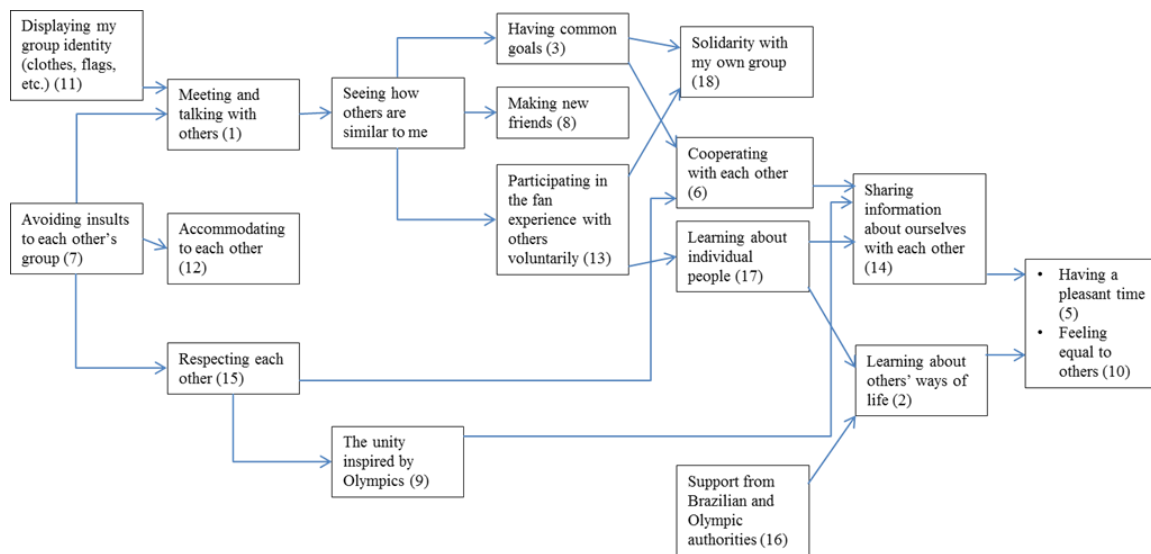 Displaying my
group identity
(clothes, flags,
etc.) (11)
Meeting and
talking with
others (1)
Seeing how
others are
similar to me
Having common
goals (3)
Solidarity with
my own group
(18)
Making new
friends (8)
Avoiding insults
to each other’s
group (7)
Accommodating
to each other
(12)
Participating in
the fan
experience with
others
voluntarily (13)
Cooperating
with each other
(6)
Learning about
individual
people (17)
Sharing
information
about ourselves
with each other
(14)
• Having a
pleasant time
(5)
• Feeling
equal to
others (10)
Respecting each
other (15)
Learning about
others’ ways of
life (2)
The unity
inspired by
Olympics (9)
Support from
Brazilian and
Olympic
authorities (16)